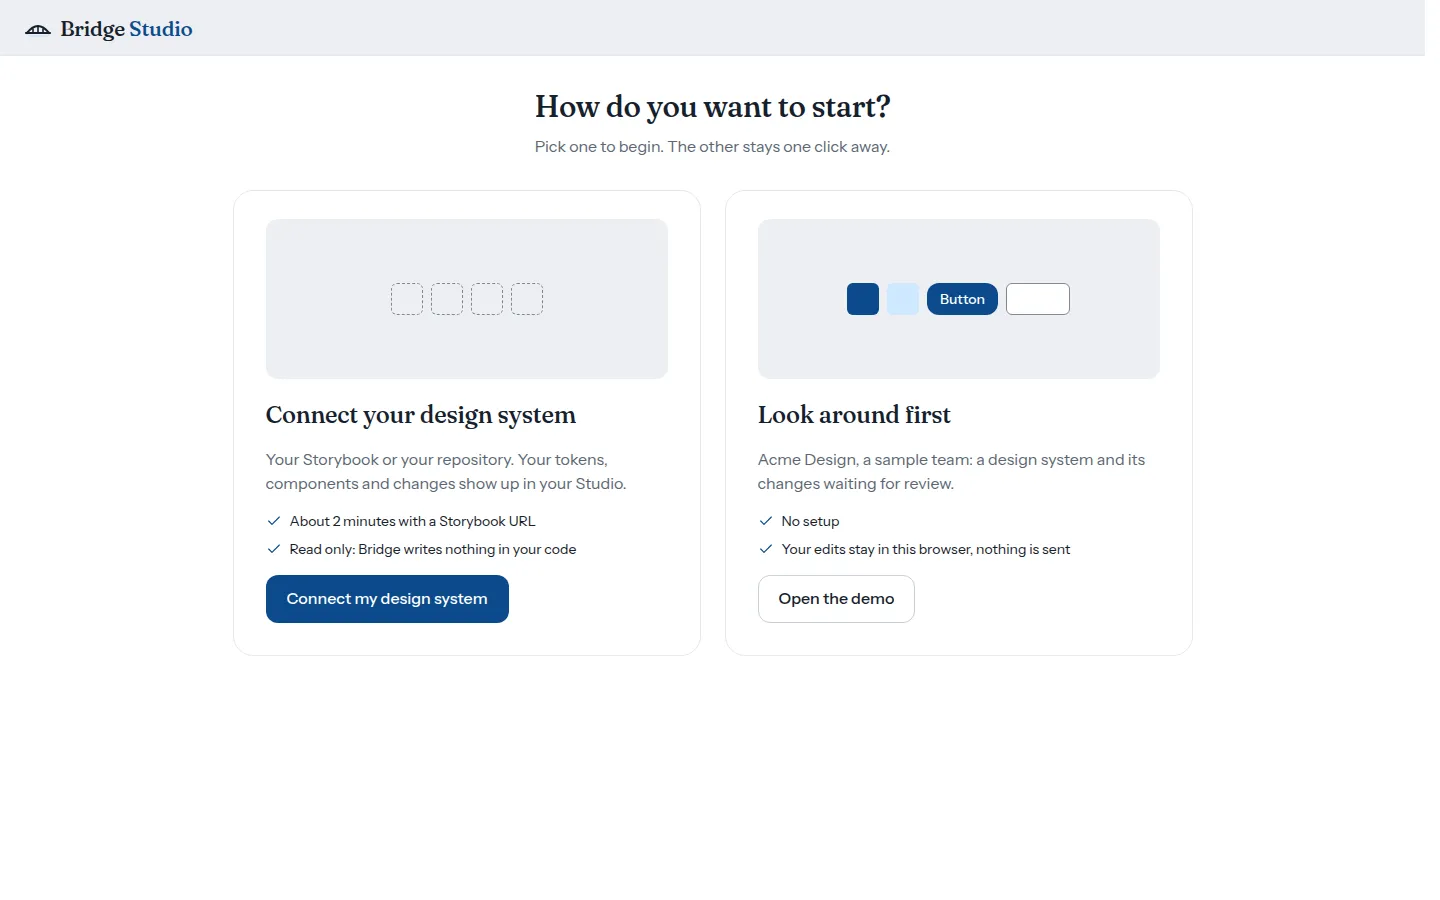 Bridge Studio
How do you want to start?
Pick one to begin. The other stays one click away.
Connect your design system
Your Storybook or your repository. Your tokens,
components and changes show up in your Studio.
About 2 minutes with a Storybook URL
Read only: Bridge writes nothing in your code
Connect my design system
Button
Look around first
Acme Design, a sample team: a design system and its
changes waiting for review.
No setup
Your edits stay in this browser, nothing is sent
Open the demo